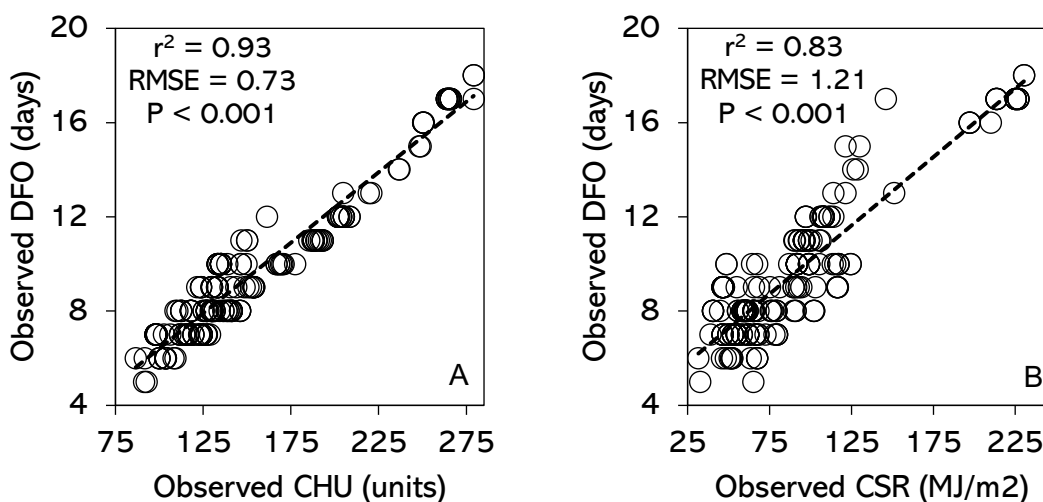 r² = 0.93
RMSE = 0.73
P < 0.001
Observed DFO (days)
20
16
12
8
4
A
75 125 175 225 275
Observed CHU (units)
r² = 0.83
RMSE = 1.21
P < 0.001
Observed DFO (days)
20
16
12
8
4
B
25 75 125 175 225
Observed CSR (MJ/m2)